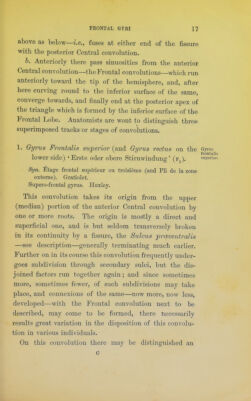 FRONTAL GYRI 17
above as below—i.e., fuses at either end of the fissure
with the posterior Central convolution.
b. Anteriorly there pass sinuosities from the anterior
Central convolution—the Frontal convolutions—which run
anteriorly toward the tip of the hemisphere, and, after
here curving round to the inferior surface of the same,
converge towards, and finally end at the posterior apex of
the triangle which is formed by the inferior surface of the
Frontal Lobe. Anatomists are wont to distinguish three
superimposed tracks or stages of convolutions.
1. Gyrus Frontalis superior (and Gyrus rectus on the
lower side) ‘Erste oder obere Stirnwindung’ (F1).
Gyrus
frontalis
superior.
Syn. Étage frontal supérieur ou troisième (and Pli de la zone
externe). Gratiolet.
Supero-frontal gyrus. Huxley.
This convolution takes its origin from the upper
(median) portion of the anterior Central convolution by
one or more roots. The origin is mostly a direct and
superficial one, and is but seldom transversely broken
in its continuity by a fissure, the Sulcus præcentralis
—see description—generally terminating much earlier.
Further on in its course this convolution frequently under-
goes subdivision through secondary sulci, but the dis-
joined factors run together again; and since sometimes
more, sometimes fewer, of such subdivisions may take
place, and connexions of the same—now more, now less,
developed—with the Frontal convolution next to be
described, may come to be formed, there necessarily
results great variation in the disposition of this convolu-
tion in various individuals.
On this convolution there may be distinguished an
C